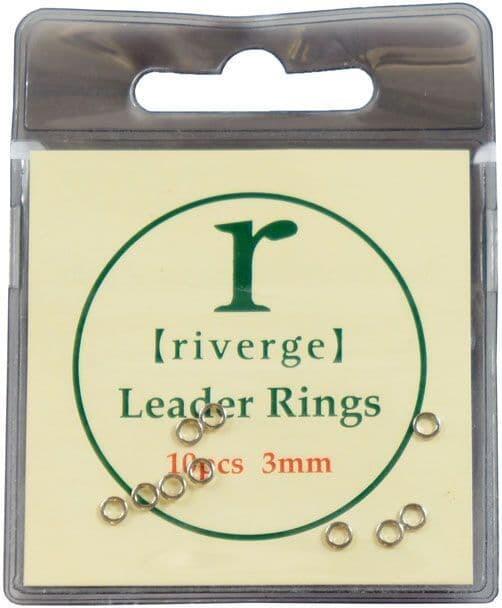 r
【riverge】
Leader Rings
10pcs 3mm